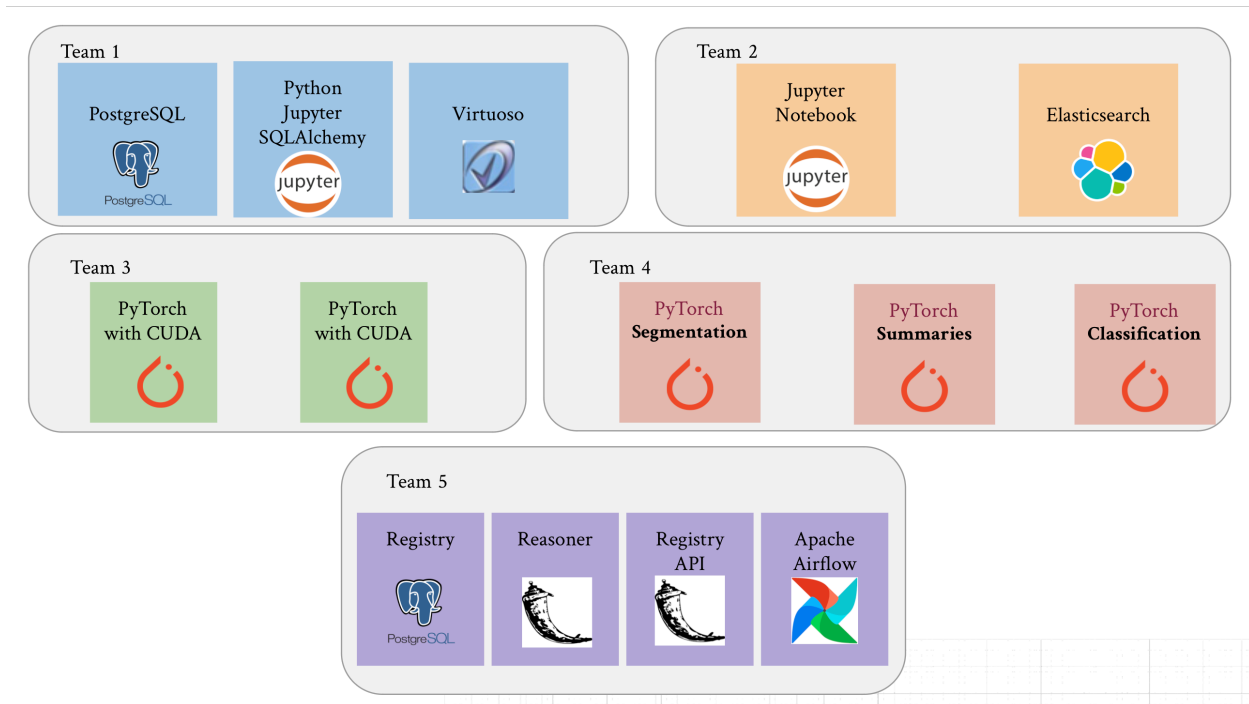 Team 1
PostgreSQL
PostgreSQL
Python
Jupyter
SQLAlchemy
jupyter
Virtuoso
Team 2
Jupyter
Notebook
jupyter
Elasticsearch
Team 3
PyTorch
with CUDA
PyTorch
with CUDA
Team 4
PyTorch
Segmentation
PyTorch
Summaries
PyTorch
Classification
Team 5
Registry
PostgreSQL
Reasoner
Registry
API
Apache
Airflow